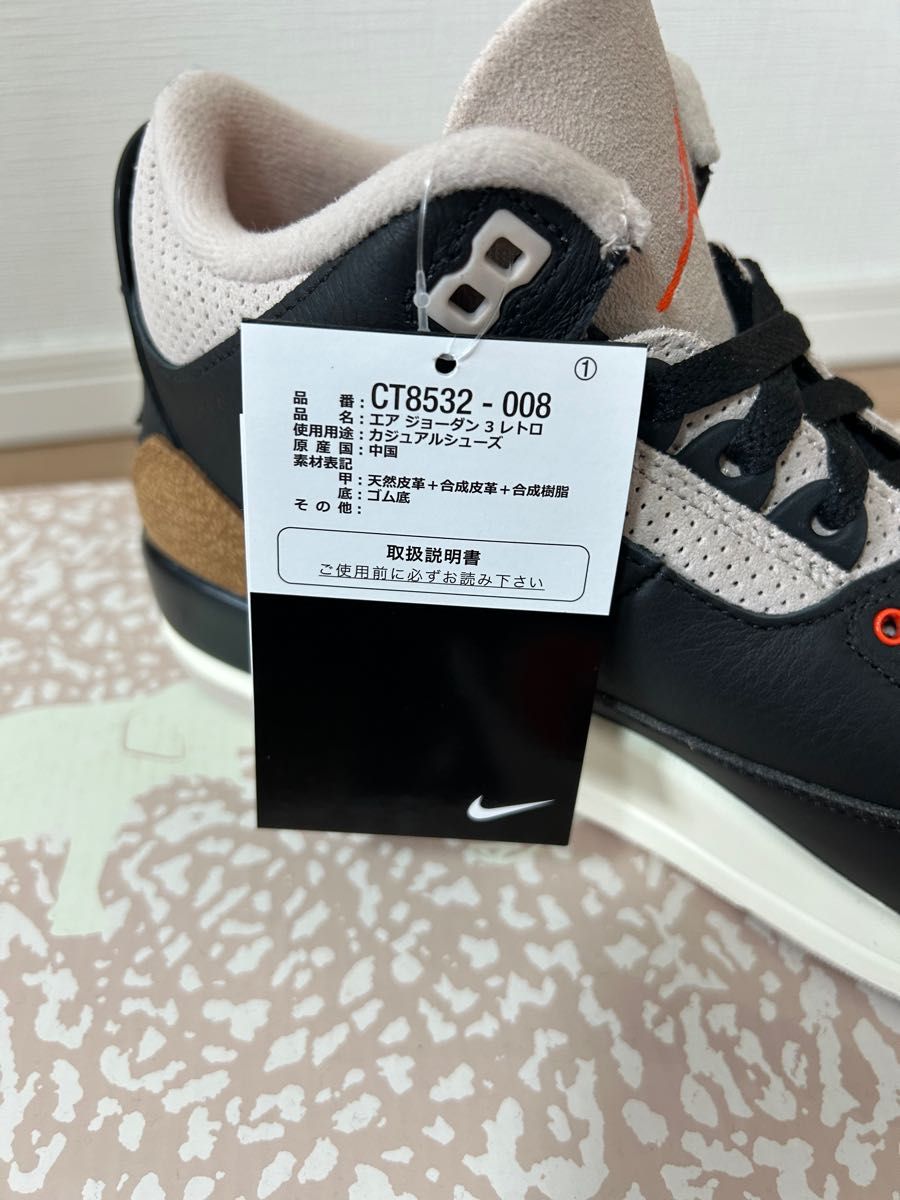 ①
品番：CT8532 - 008
品名：エア ジョーダン 3 レトロ
使用用途：カジュアルシューズ
原産国：中国
素材表記
甲：天然皮革＋合成皮革＋合成樹脂
底：ゴム底
その他：
取扱説明書
ご使用前に必ずお読み下さい